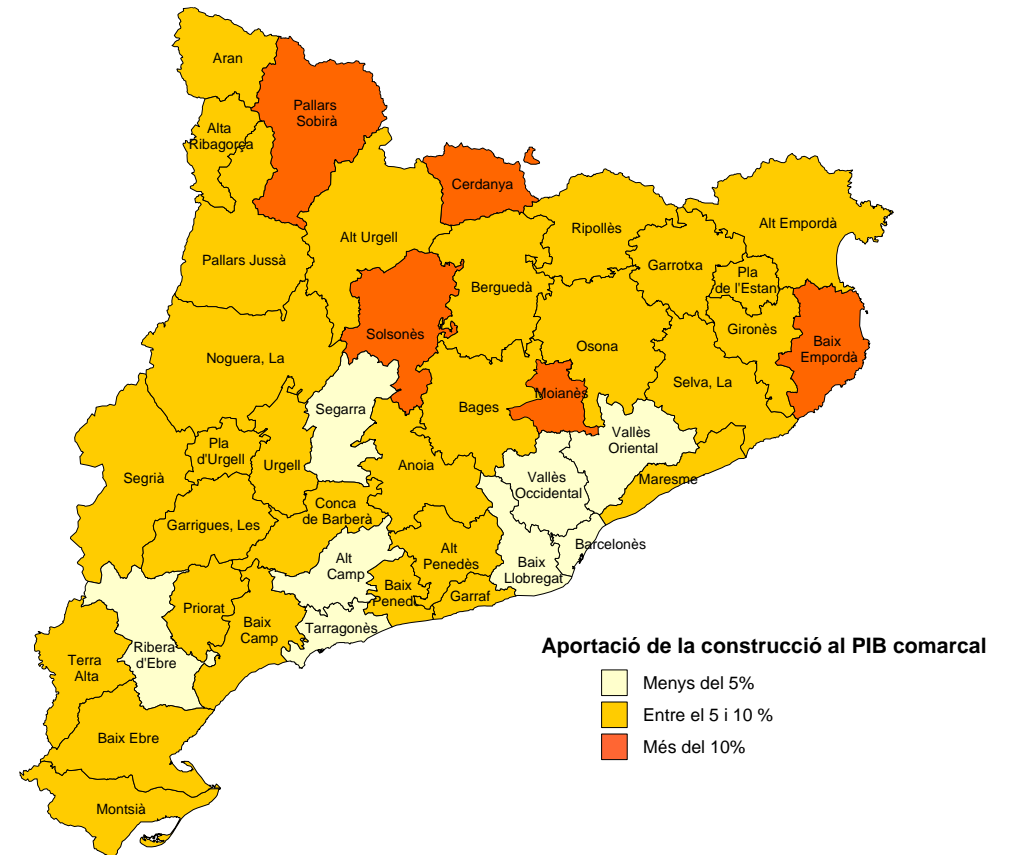 Aran
Pallars
Sobirà
Alta
Ribagorça
Cerdanya
Alt Urgell
Ripollès
Alt Empordà
Pallars Jussà
Garrotxa
Pla
de l'Estan
Berguedà
Solsonès
Gironès
Baix
Empordà
Noguera, La
Osona
Selva, La
Segarra
Bages
Moianès
Vallès
Oriental
Pla
d'Urgell
Urgell
Segrià
Anoia
Vallès
Occidental
Maresme
Garrigues, Les
Conca
de Barberà
Barcelonès
Alt
Camp
Alt
Penedès
Baix
Llobregat
Baix
Pened
Garraf
Priorat
Baix
Camp
Tarragonès
Ribera
d'Ebre
Terra
Alta
Baix Ebre
Montsià
Aportació de la construcció al PIB comarcal
Menys del 5%
Entre el 5 i 10 %
Més del 10%